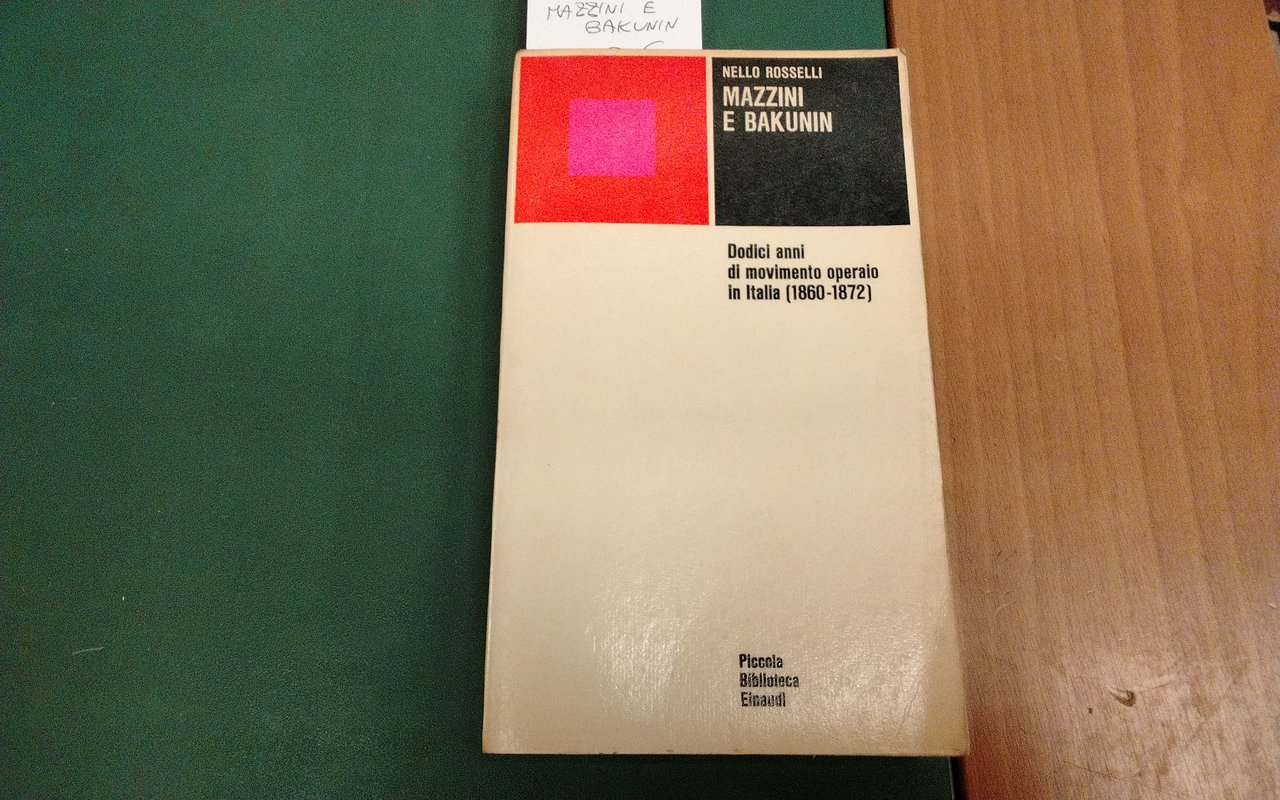 MAZZINI E
BAKUNIN
NELLO ROSSELLI
MAZZINI
E BAKUNIN
Dodici anni
di movimento operaio
in Italia (1860-1872)
Piccola
Biblioteca
Einaudi